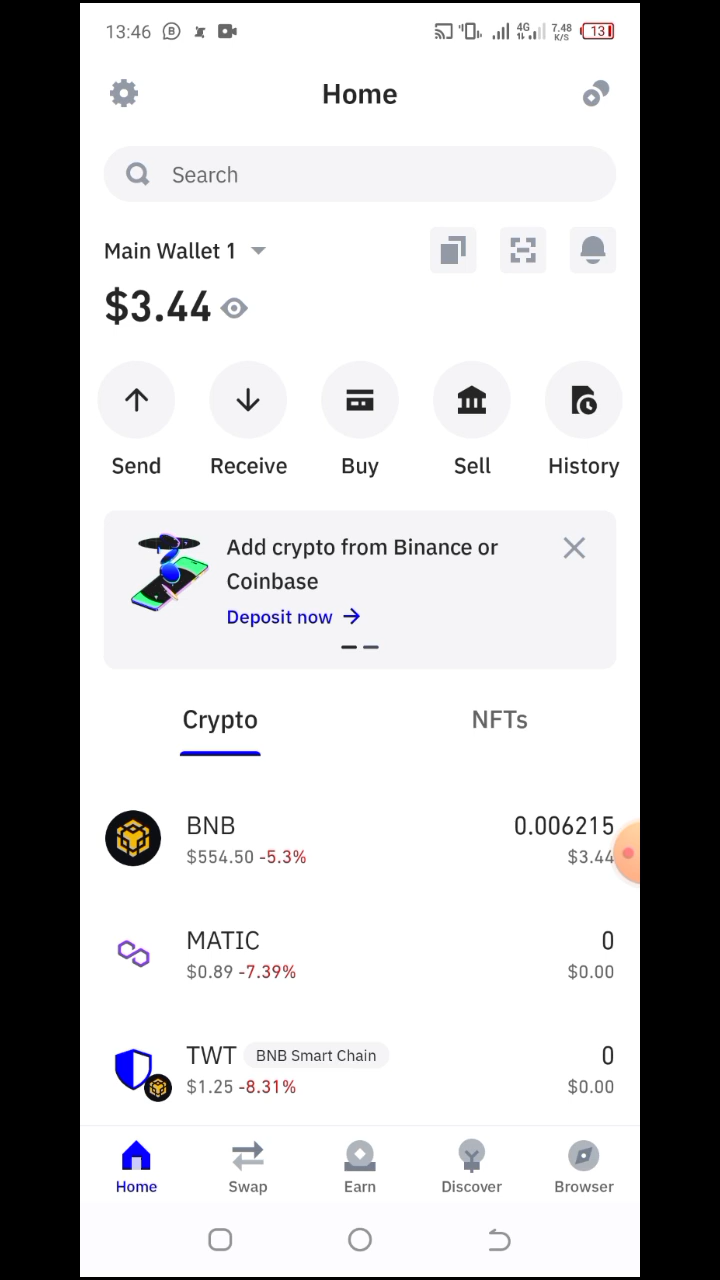 13:46 B 4G 7.48 K/S 13
Home
Search
Main Wallet 1
$3.44
Send Receive Buy Sell History
Add crypto from Binance or
Coinbase
Deposit now →
Crypto NFTs
BNB 0.006215
$554.50 -5.3% $3.44
MATIC 0
$0.89 -7.39% $0.00
TWT BNB Smart Chain 0
$1.25 -8.31% $0.00
Home Swap Earn Discover Browser